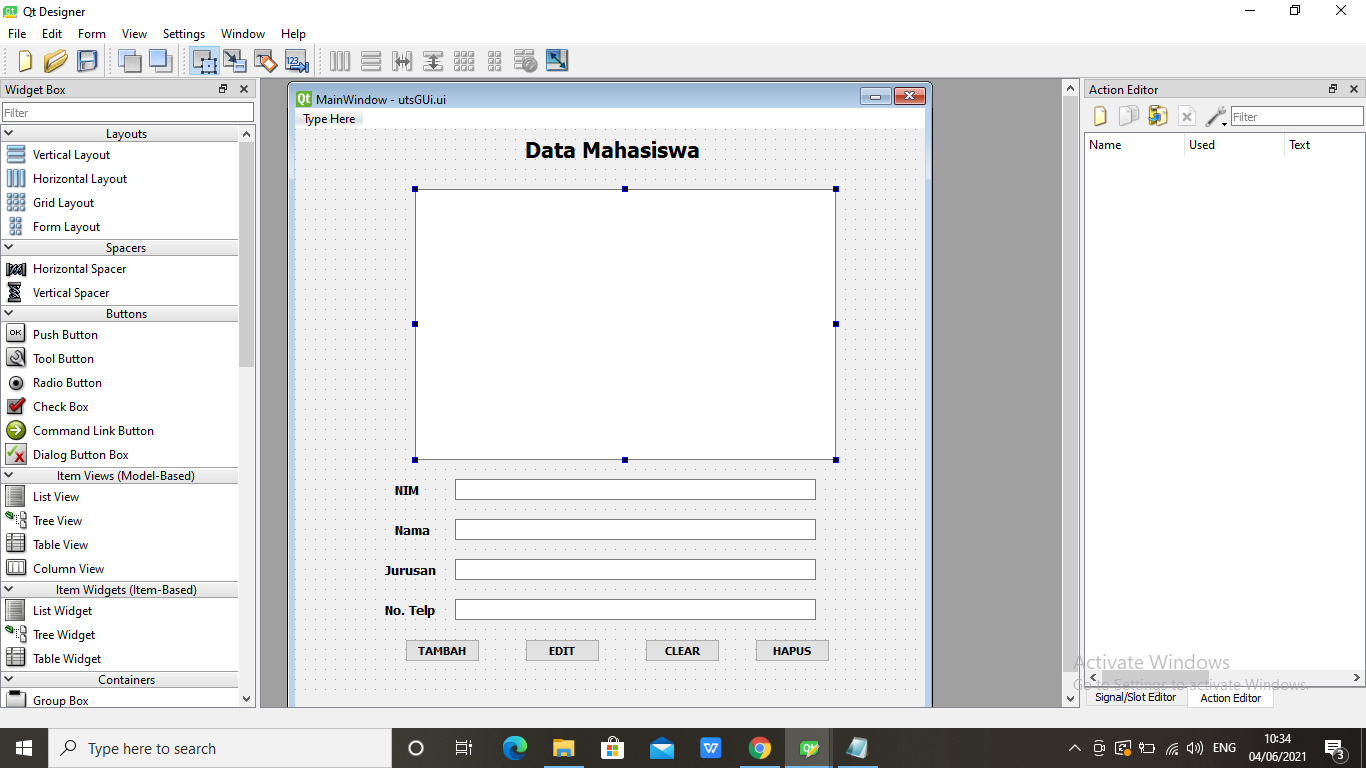 Qt Designer
File Edit Form View Settings Window Help
123
Widget Box
Filter
Layouts
Vertical Layout
Horizontal Layout
Grid Layout
Form Layout
Spacers
Horizontal Spacer
Vertical Spacer
Buttons
OK Push Button
Tool Button
Radio Button
Check Box
Command Link Button
Dialog Button Box
Item Views (Model-Based)
List View
Tree View
Table View
Column View
Item Widgets (Item-Based)
List Widget
Tree Widget
Table Widget
Containers
Group Box
Qt MainWindow - utsGUi.ui
Type Here
Data Mahasiswa
NIM
Nama
Jurusan
No. Telp
TAMBAH EDIT CLEAR HAPUS
Action Editor
Filter
Name Used Text
Activate Windows
Go to Settings to activate Windows.
Signal/Slot Editor Action Editor
Type here to search
ENG
10:34
04/06/2021
3